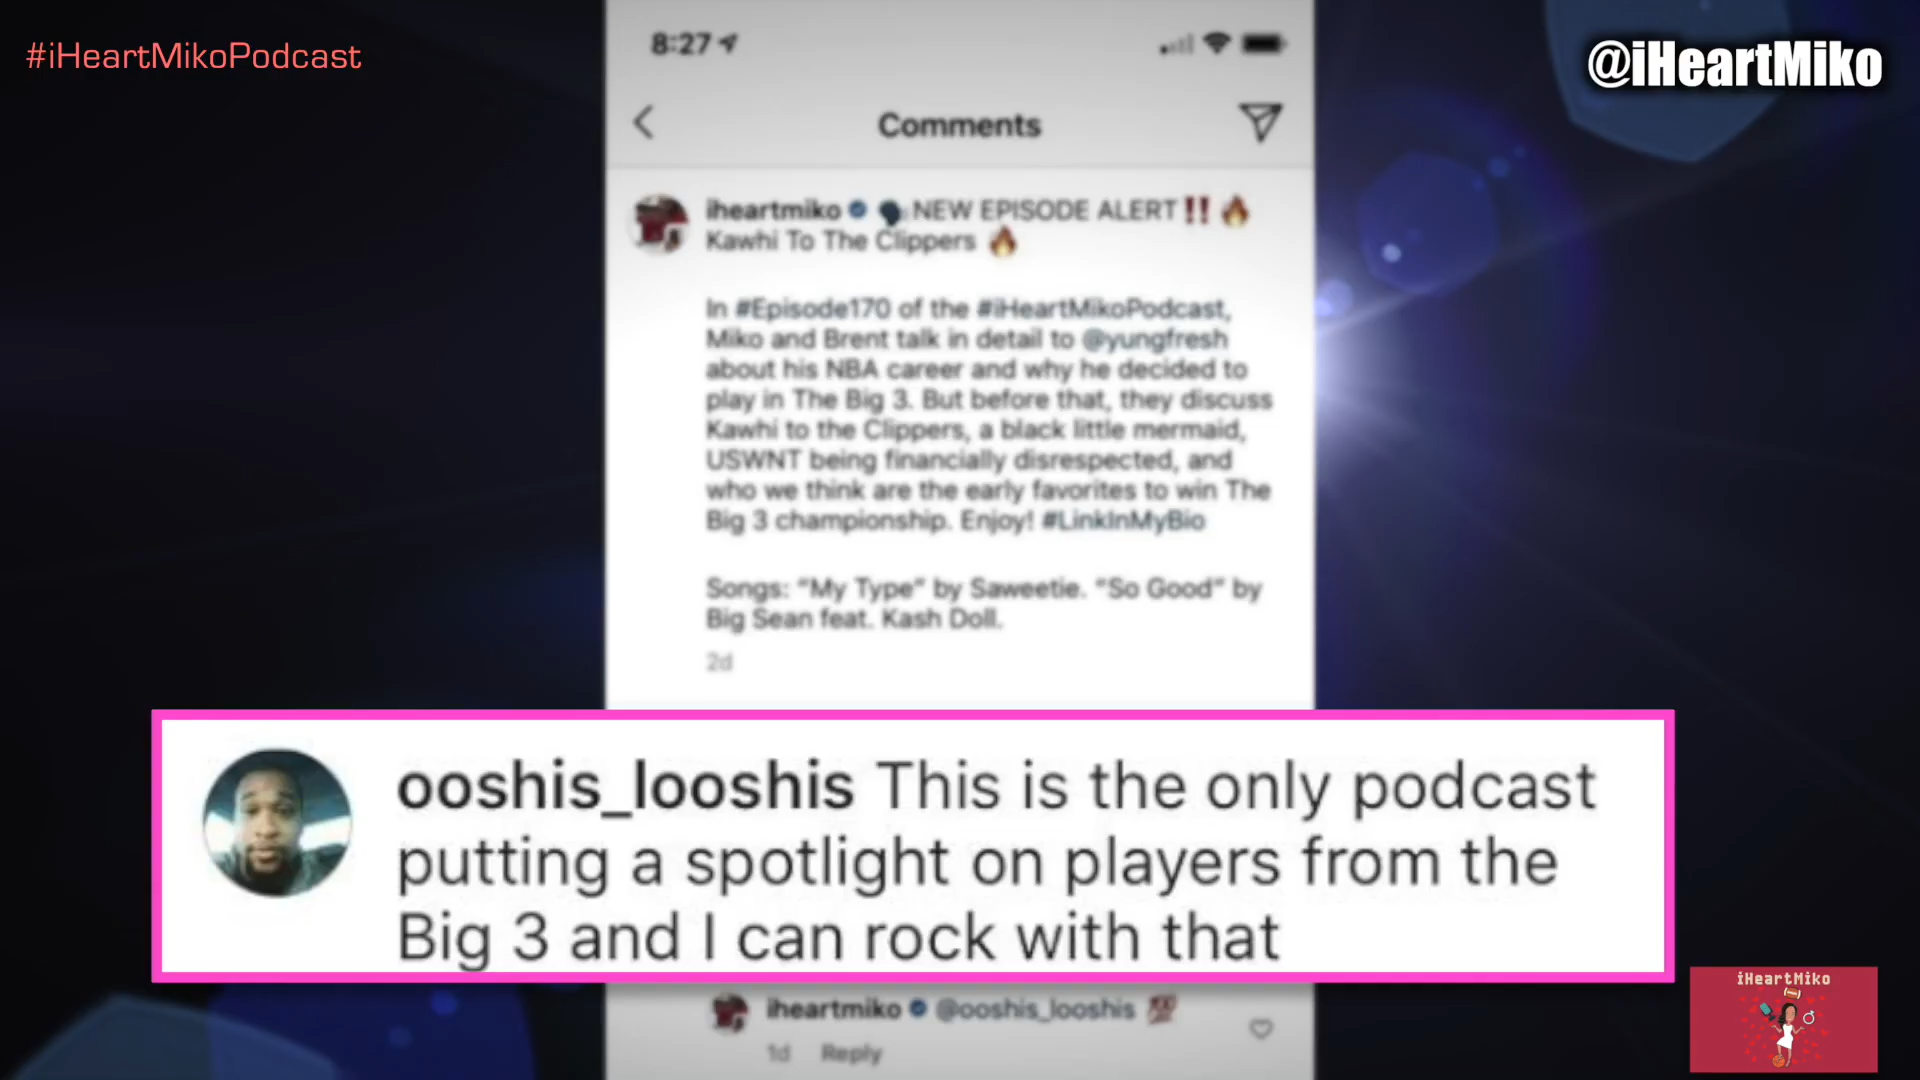 #iHeartMikoPodcast
@iHeartMiko
8:27
Comments
iheartmiko 🗣️NEW EPISODE ALERT‼️ 🔥
Kawhi To The Clippers 🔥
In #Episode170 of the #iHeartMikoPodcast,
Miko and Brent talk in detail to @yungfresh
about his NBA career and why he decided to
play in The Big 3. But before that, they discuss
Kawhi to the Clippers, a black little mermaid,
USWNT being financially disrespected, and
who we think are the early favorites to win The
Big 3 championship. Enjoy! #LinkInMyBio
Songs: "My Type" by Saweetie. "So Good" by
Big Sean feat. Kash Doll.
2d
ooshis_looshis This is the only podcast
putting a spotlight on players from the
Big 3 and I can rock with that
iheartmiko @ooshis_looshis 💯
1d Reply
iHeartMiko